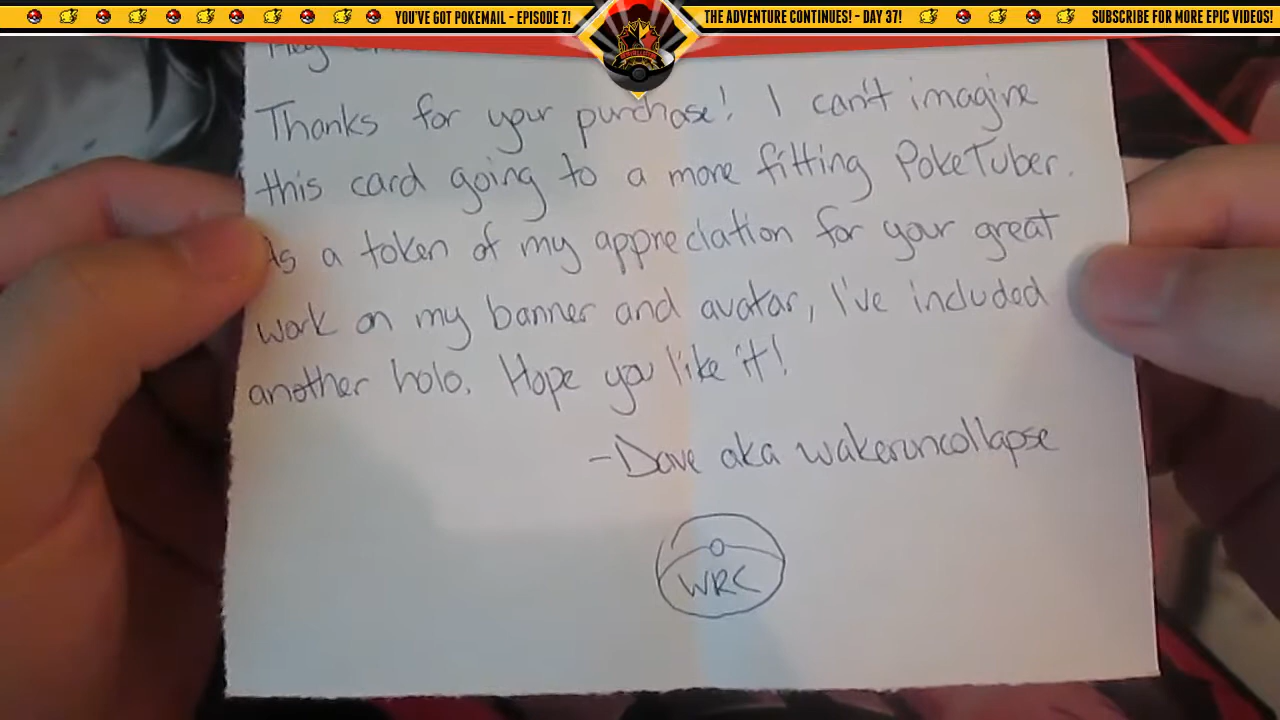 YOU'VE GOT POKEMAIL - EPISODE 7!
THE ADVENTURE CONTINUES! - DAY 37!
SUBSCRIBE FOR MORE EPIC VIDEOS!
Hey
Thanks for your purchase! I can't imagine
this card going to a more fitting PokeTuber.
As a token of my appreciation for your great
work on my banner and avatar, I've included
another holo. Hope you like it!
-Dave aka wakeruncollapse
WRC